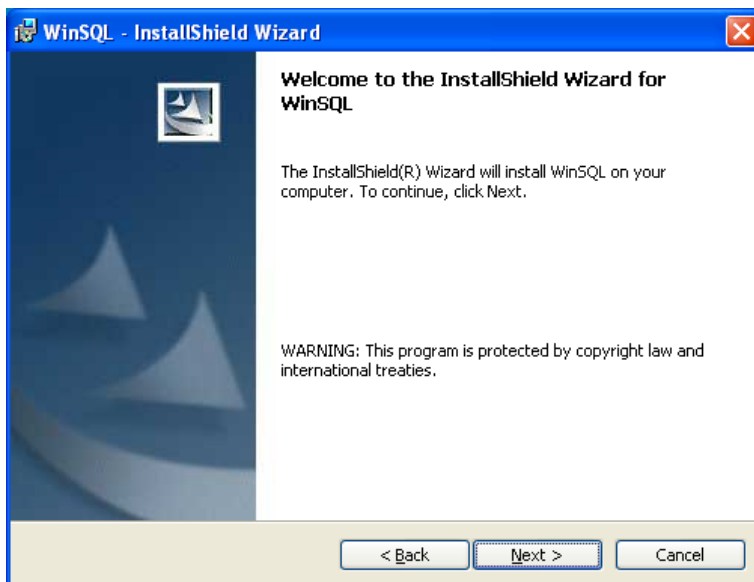 WinSQL - InstallShield Wizard
Welcome to the InstallShield Wizard for
WinSQL
The InstallShield(R) Wizard will install WinSQL on your
computer. To continue, click Next.
WARNING: This program is protected by copyright law and
international treaties.
< Back Next > Cancel